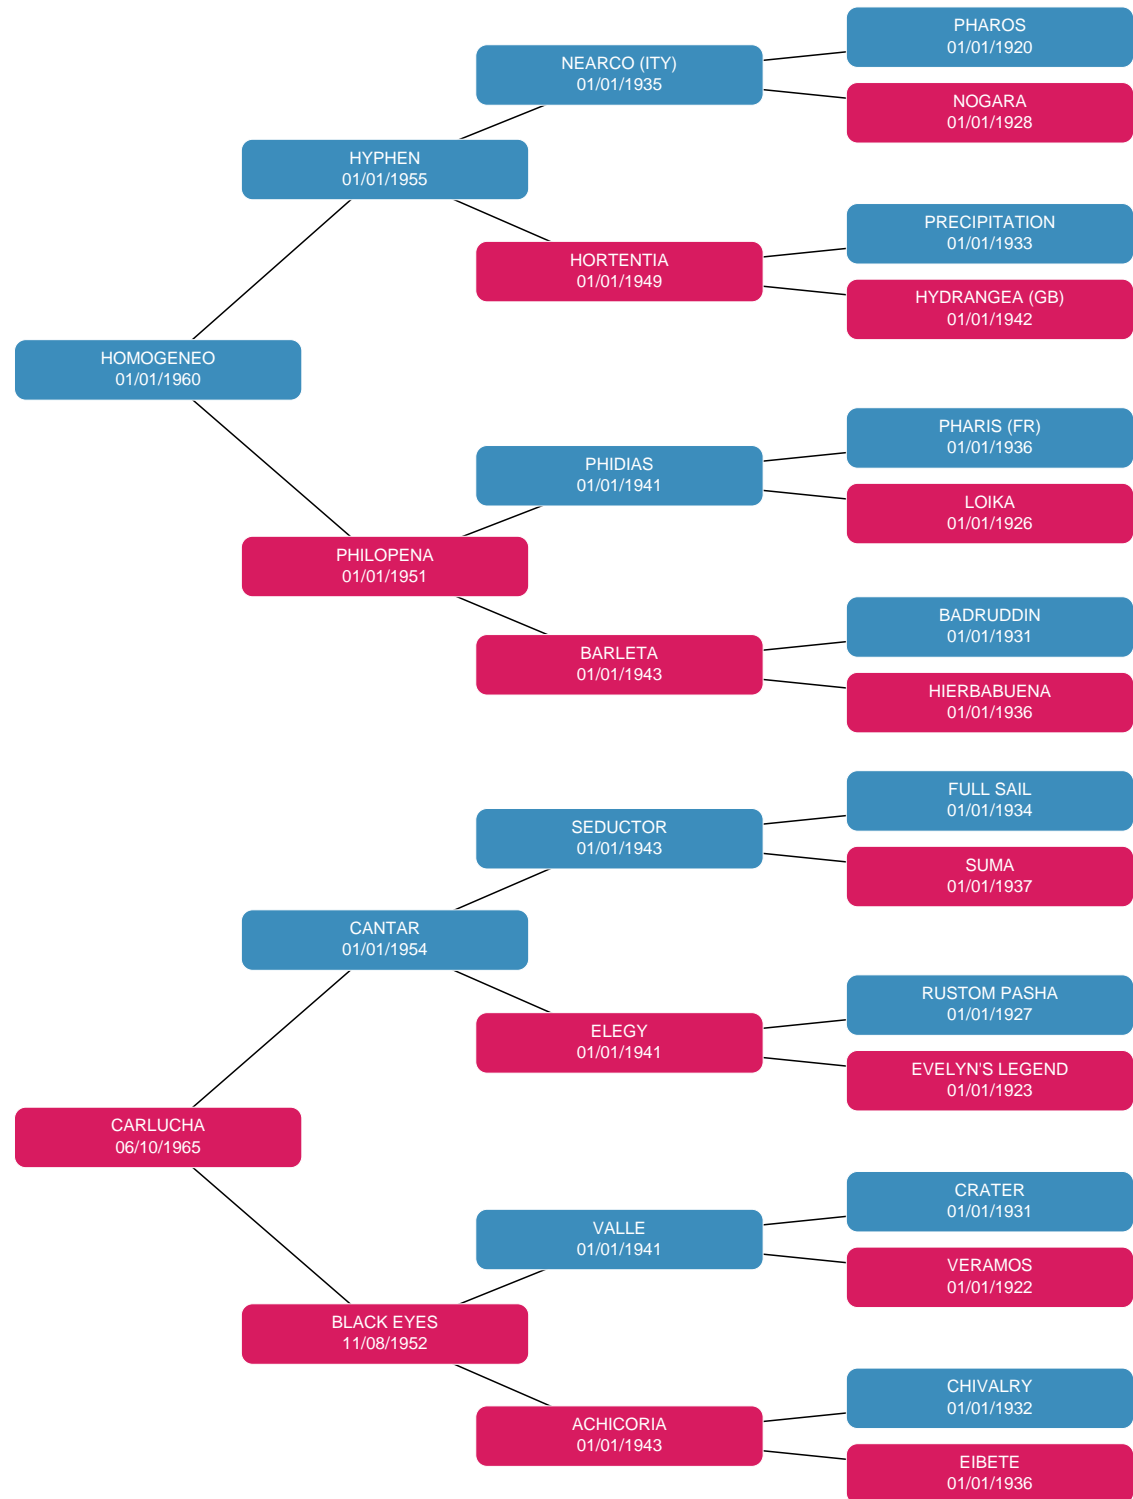 PHAROS
01/01/1920
NEARCO (ITY)
01/01/1935
NOGARA
01/01/1928
HYPHEN
01/01/1955
PRECIPITATION
01/01/1933
HORTENTIA
01/01/1949
HYDRANGEA (GB)
01/01/1942
HOMOGENEO
01/01/1960
PHARIS (FR)
01/01/1936
PHIDIAS
01/01/1941
LOIKA
01/01/1926
PHILOPENA
01/01/1951
BADRUDDIN
01/01/1931
BARLETA
01/01/1943
HIERBABUENA
01/01/1936
FULL SAIL
01/01/1934
SEDUCTOR
01/01/1943
SUMA
01/01/1937
CANTAR
01/01/1954
RUSTOM PASHA
01/01/1927
ELEGY
01/01/1941
EVELYN'S LEGEND
01/01/1923
CARLUCHA
06/10/1965
CRATER
01/01/1931
VALLE
01/01/1941
VERAMOS
01/01/1922
BLACK EYES
11/08/1952
CHIVALRY
01/01/1932
ACHICORIA
01/01/1943
EIBETE
01/01/1936